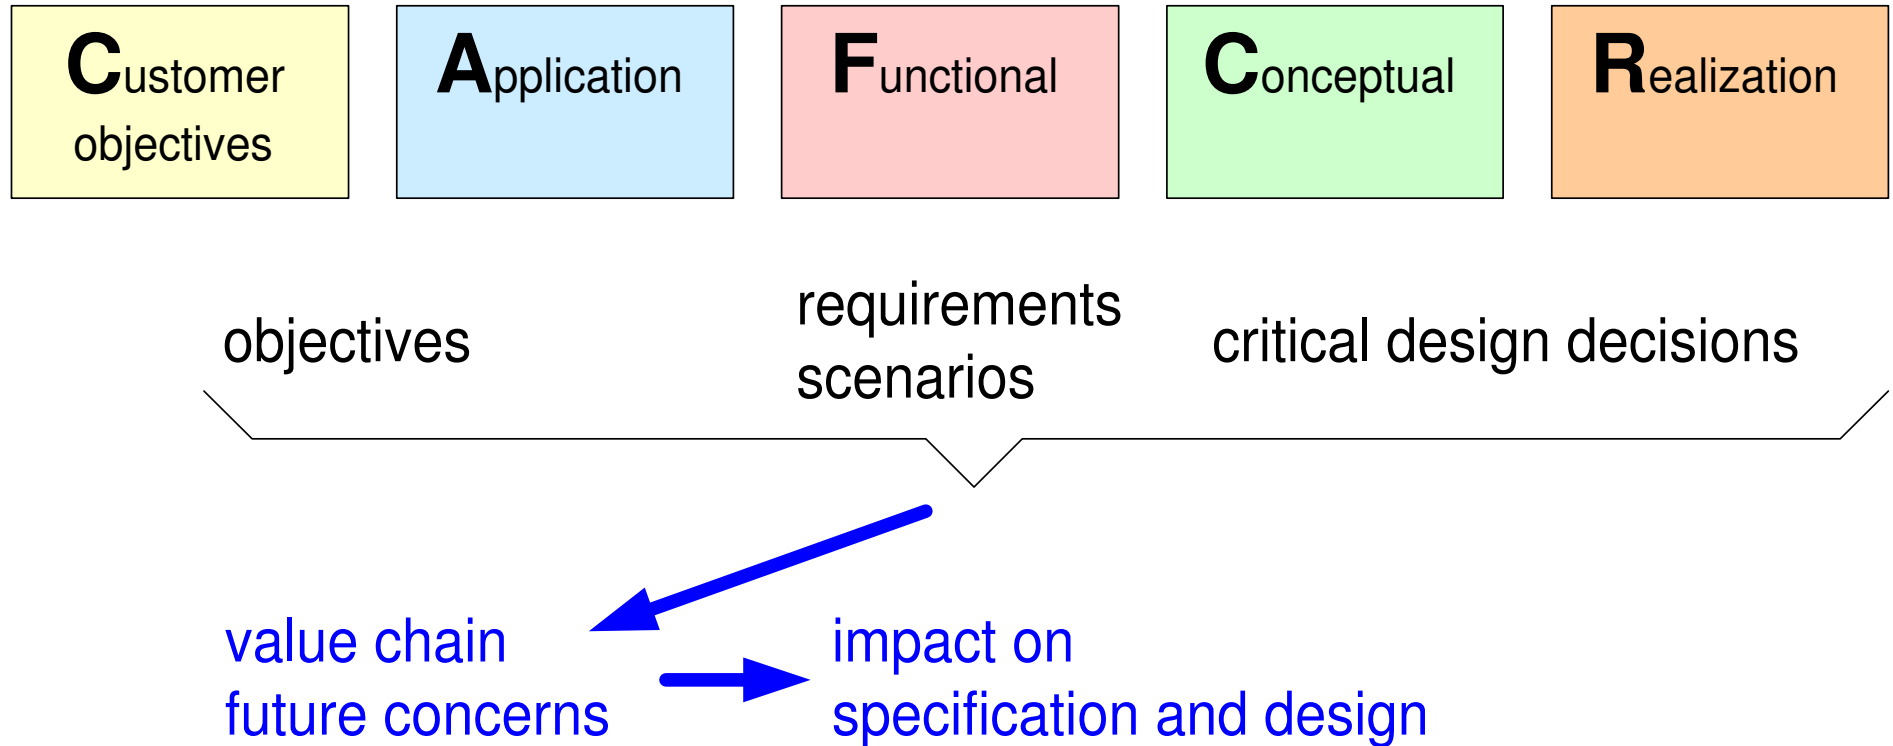 Customer
objectives
Application
Functional
Conceptual
Realization
objectives
requirements
scenarios
critical design decisions
value chain
future concerns
impact on
specification and design